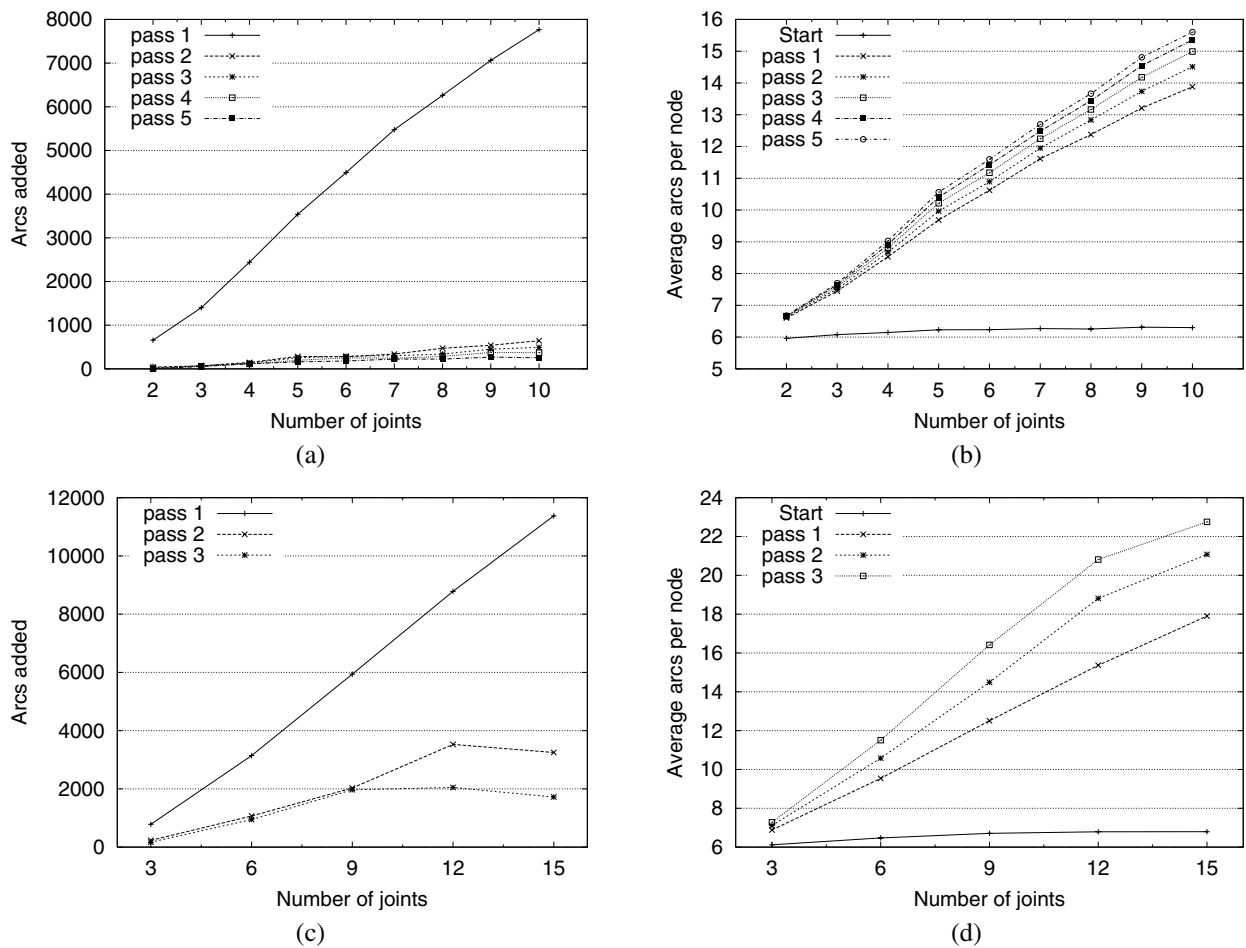 8000
7000
6000
5000
4000
3000
2000
1000
0
Arcs added
pass 1
pass 2
pass 3
pass 4
pass 5
2 3 4 5 6 7 8 9 10
Number of joints
(a)
16
15
14
13
12
11
10
9
8
7
6
5
Average arcs per node
Start
pass 1
pass 2
pass 3
pass 4
pass 5
2 3 4 5 6 7 8 9 10
Number of joints
(b)
12000
10000
8000
6000
4000
2000
0
Arcs added
pass 1
pass 2
pass 3
3 6 9 12 15
Number of joints
(c)
24
22
20
18
16
14
12
10
8
6
Average arcs per node
Start
pass 1
pass 2
pass 3
3 6 9 12 15
Number of joints
(d)